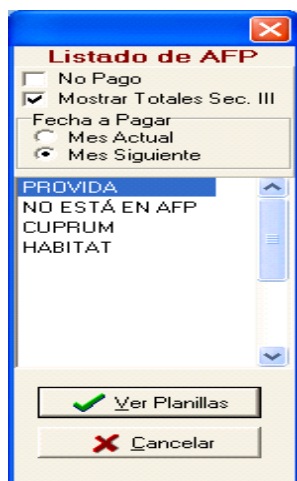 Listado de AFP
No Pago
Mostrar Totales Sec. III
Fecha a Pagar
Mes Actual
Mes Siguiente
PROVIDA
NO ESTÁ EN AFP
CUPRUM
HABITAT
Ver Planillas
Cancelar